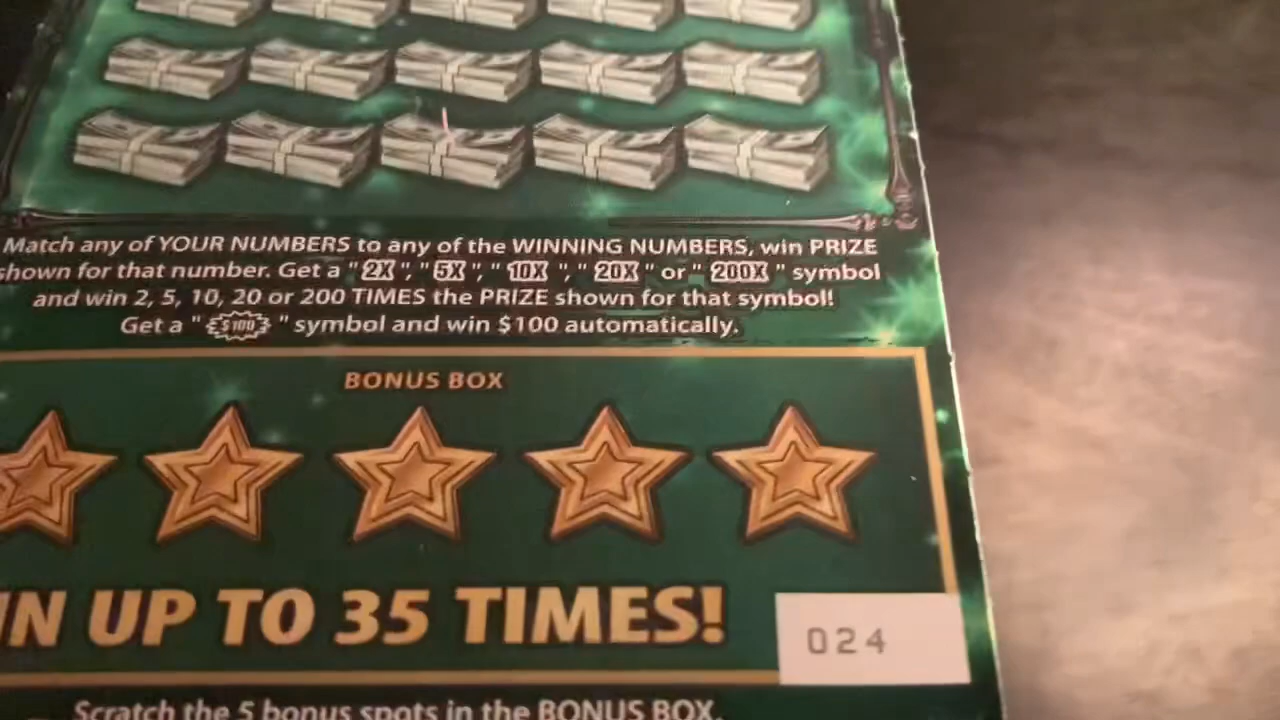 Match any of YOUR NUMBERS to any of the WINNING NUMBERS, win PRIZE
shown for that number. Get a "2X", "5X", "10X", "20X" or "200X" symbol
and win 2, 5, 10, 20 or 200 TIMES the PRIZE shown for that symbol!
Get a "$100" symbol and win $100 automatically.
BONUS BOX
IN UP TO 35 TIMES!
024
Scratch the 5 bonus spots in the BONUS BOX.